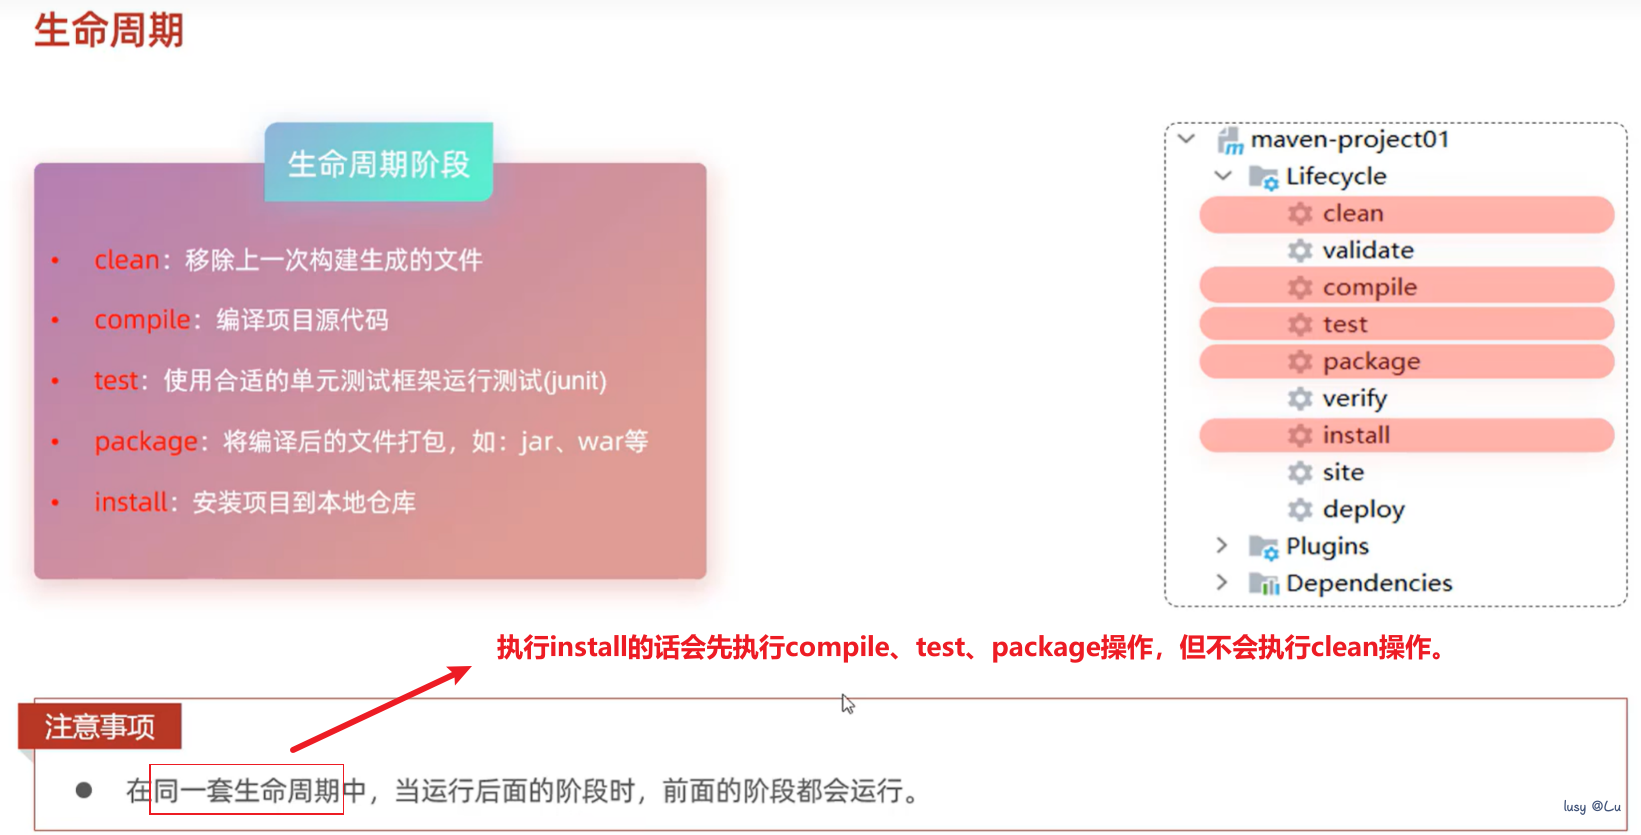 生命周期
生命周期阶段
• clean：移除上一次构建生成的文件
• compile：编译项目源代码
• test：使用合适的单元测试框架运行测试(junit)
• package：将编译后的文件打包，如：jar、war等
• install：安装项目到本地仓库
maven-project01
Lifecycle
clean
validate
compile
test
package
verify
install
site
deploy
Plugins
Dependencies
执行install的话会先执行compile、test、package操作，但不会执行clean操作。
注意事项
● 在同一套生命周期中，当运行后面的阶段时，前面的阶段都会运行。
lusy @Lu